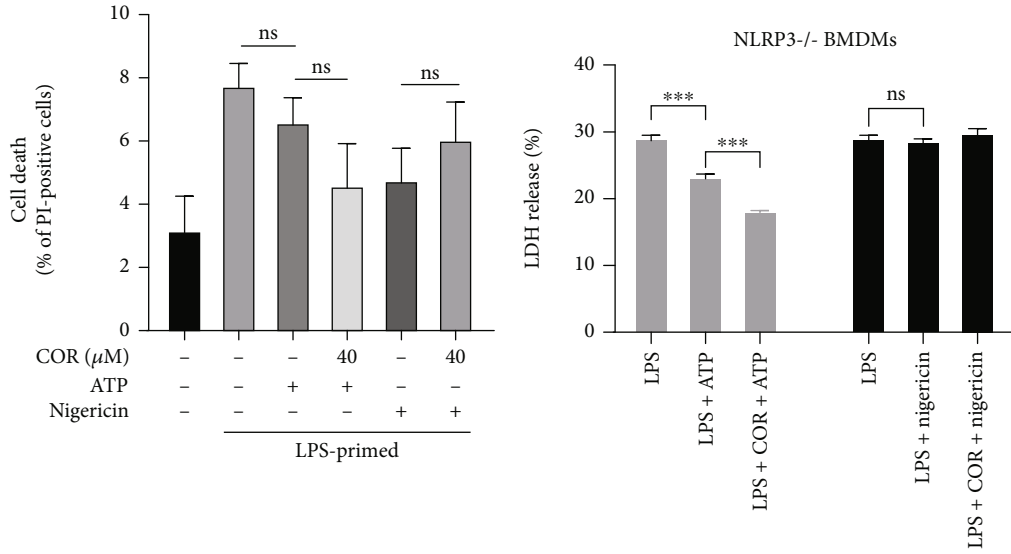 10
8
6
4
2
0
Cell death
(% of PI-positive cells)
ns
ns
ns
COR (μM) – – – 40 – 40
ATP – – + + – –
Nigericin – – – – + +
LPS-primed
NLRP3-/- BMDMs
40
30
20
10
0
LDH release (%)
***
***
ns
LPS
LPS + ATP
LPS + COR + ATP
LPS
LPS + nigericin
LPS + COR + nigericin